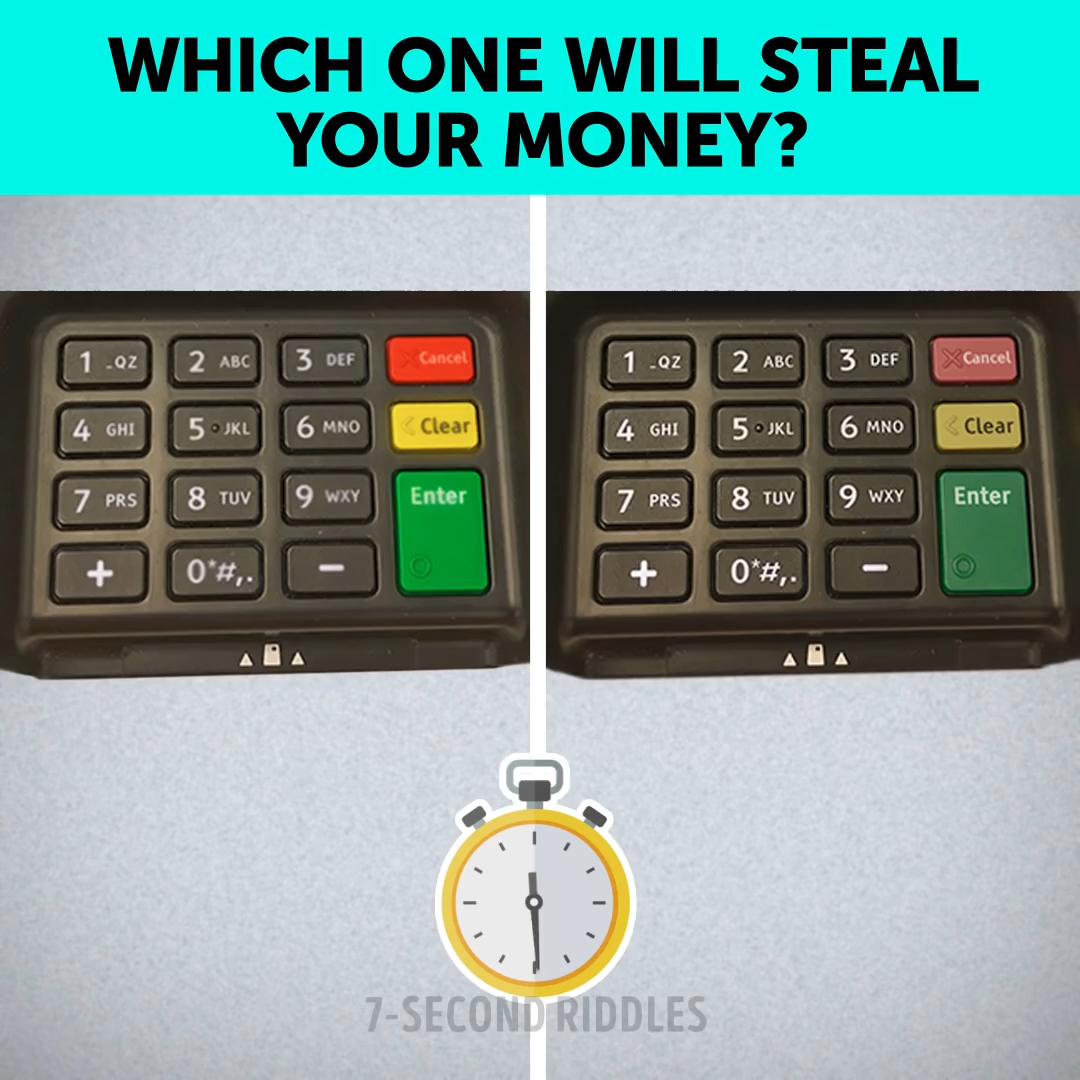 WHICH ONE WILL STEAL
YOUR MONEY?
1 _QZ 2 ABC 3 DEF Cancel
4 GHI 5 JKL 6 MNO Clear
7 PRS 8 TUV 9 WXY Enter
+ 0*#,. -
1 _QZ 2 ABC 3 DEF Cancel
4 GHI 5 JKL 6 MNO Clear
7 PRS 8 TUV 9 WXY Enter
+ 0*#,. -
7-SECOND RIDDLES